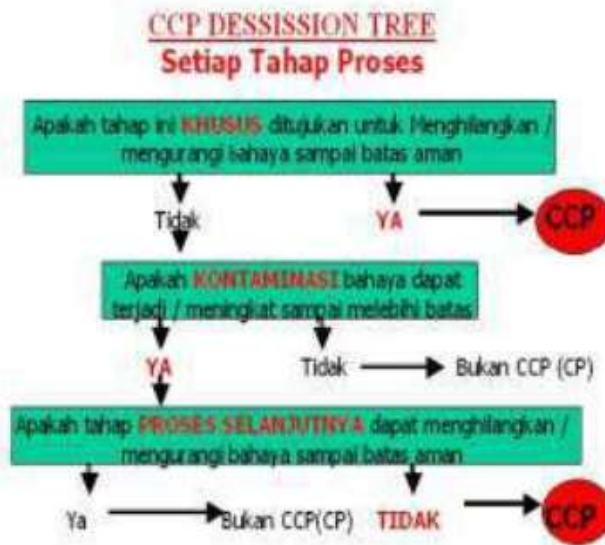 CCP DESSISSION TREE
Setiap Tahap Proses
Apakah tahap ini KHUSUS ditujukan untuk Menghilangkan /
mengurangi bahaya sampai batas aman
Tidak
YA
CCP
Apakah KONTAMINASI bahaya dapat
terjadi / meningkat sampai melebihi batas
YA
Tidak
Bukan CCP (CP)
Apakah tahap PROSES SELANJUTNYA dapat menghilangkan /
mengurangi bahaya sampai batas aman
Ya
Bukan CCP(CP)
TIDAK
CCP